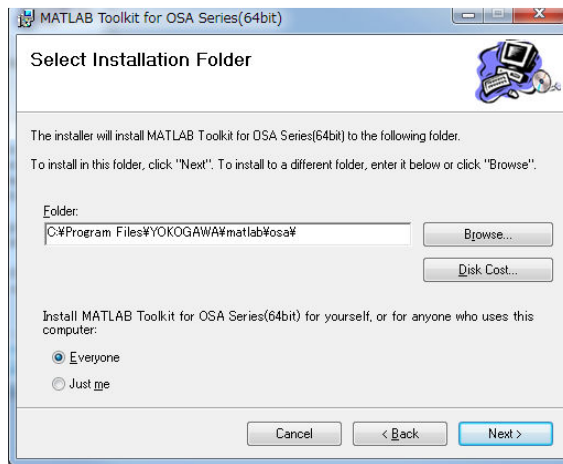 MATLAB Toolkit for OSA Series(64bit)
Select Installation Folder
The installer will install MATLAB Toolkit for OSA Series(64bit) to the following folder.
To install in this folder, click "Next". To install to a different folder, enter it below or click "Browse".
Folder:
C:¥Program Files¥YOKOGAWA¥matlab¥osa¥
Browse...
Disk Cost...
Install MATLAB Toolkit for OSA Series(64bit) for yourself, or for anyone who uses this
computer:
Everyone
Just me
Cancel
< Back
Next >